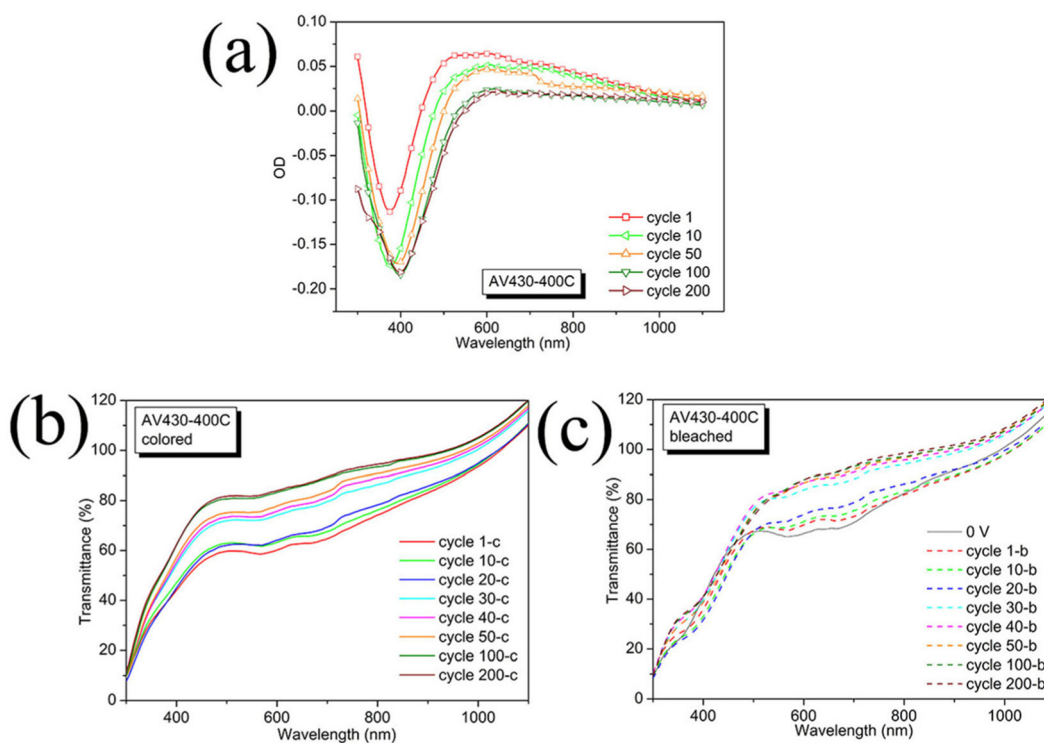 (a)
0.10
0.05
0.00
-0.05
-0.10
-0.15
-0.20
OD
400
600
800
1000
Wavelength (nm)
AV430-400C
cycle 1
cycle 10
cycle 50
cycle 100
cycle 200
(b)
120
100
80
60
40
20
0
Transmittance (%)
400
600
800
1000
Wavelength (nm)
AV430-400C
colored
cycle 1-c
cycle 10-c
cycle 20-c
cycle 30-c
cycle 40-c
cycle 50-c
cycle 100-c
cycle 200-c
(c)
120
100
80
60
40
20
0
Transmittance (%)
400
600
800
1000
Wavelength (nm)
AV430-400C
bleached
0 V
cycle 1-b
cycle 10-b
cycle 20-b
cycle 30-b
cycle 40-b
cycle 50-b
cycle 100-b
cycle 200-b